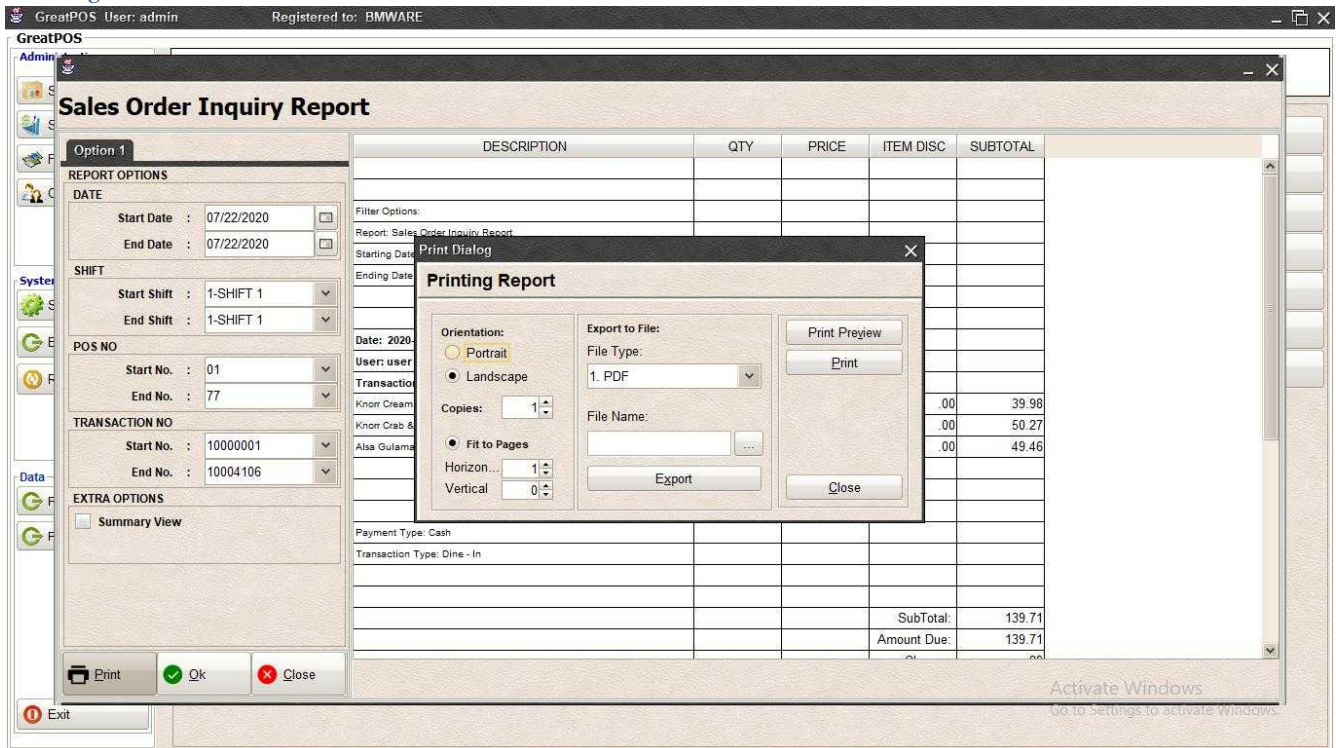 GreatPOS User: admin Registered to: BMWARE
GreatPOS
Admin
Sales Order Inquiry Report
Option 1
DESCRIPTION QTY PRICE ITEM DISC SUBTOTAL
REPORT OPTIONS
DATE
Start Date : 07/22/2020
End Date : 07/22/2020
SHIFT
Start Shift : 1-SHIFT 1
End Shift : 1-SHIFT 1
POS NO
Start No. : 01
End No. : 77
TRANSACTION NO
Start No. : 10000001
End No. : 10004106
EXTRA OPTIONS
Summary View
Print Ok Close
Filter Options:
Report: Sales Order Inquiry Report
Starting Date
Ending Date
Date: 2020-
User: user
Transactio
Knorr Cream .00 39.98
Knorr Crab & .00 50.27
Alsa Gulama .00 49.46
Payment Type: Cash
Transaction Type: Dine - In
SubTotal: 139.71
Amount Due: 139.71
Print Dialog
Printing Report
Orientation:
Portrait
Landscape
Copies: 1
Fit to Pages
Horizon... 1
Vertical 0
Export to File:
File Type:
1. PDF
File Name:
...
Export
Print Preview
Print
Close
System
Data
Exit
Activate Windows
Go to Settings to activate Windows.